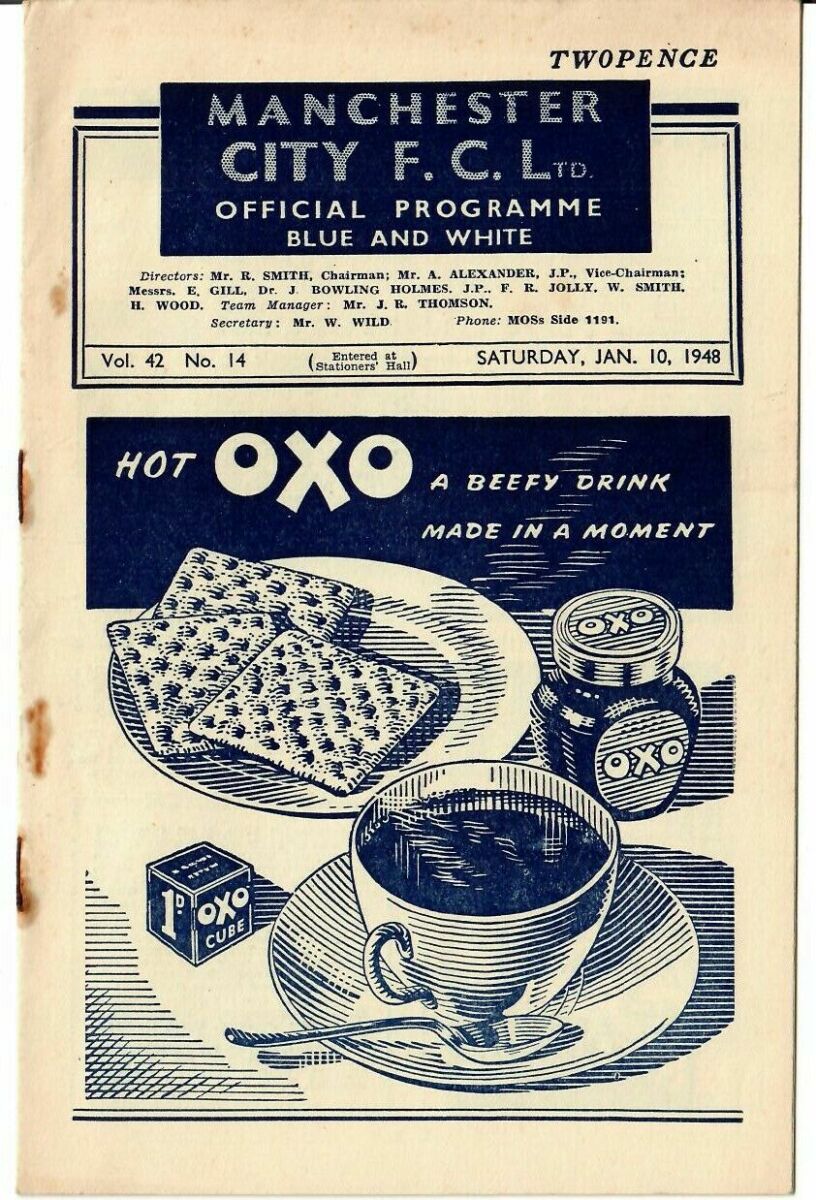 TWOPENCE
MANCHESTER
CITY F. C. LTD.
OFFICIAL PROGRAMME
BLUE AND WHITE
Directors: Mr. R. SMITH, Chairman; Mr. A. ALEXANDER, J.P., Vice-Chairman;
Messrs. E. GILL, Dr. J. BOWLING HOLMES. J.P.. F. R. JOLLY. W. SMITH.
H. WOOD. Team Manager: Mr. J. R. THOMSON.
Secretary: Mr. W. WILD Phone: MOSs Side 1191.
Vol. 42 No. 14 (Entered at Stationers' Hall) SATURDAY, JAN. 10, 1948
HOT OXO A BEEFY DRINK
MADE IN A MOMENT
OXO
OXO
1D OXO
CUBE